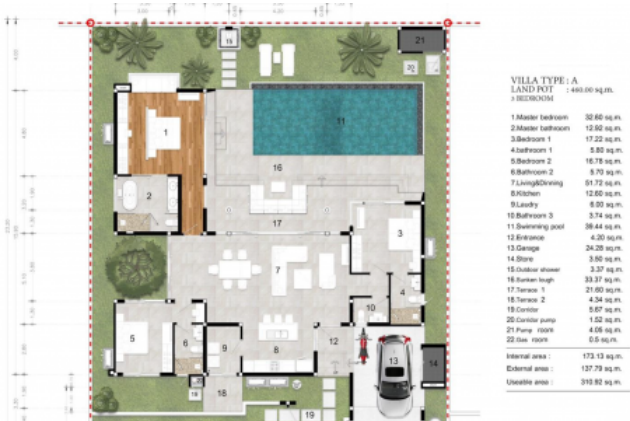 VILLA TYPE : A
LAND POT : 460.00 sq.m.
3 BEDROOM
1.Master bedroom 32.60 sq.m.
2.Master bathroom 12.92 sq.m.
3.Bedroom 1 17.22 sq.m.
4.bathroom 1 5.80 sq.m.
5.Bedroom 2 16.78 sq.m.
6.Bathroom 2 5.70 sq.m.
7.Living&Dinning 51.72 sq.m.
8.Kitchen 12.60 sq.m.
9.Laudry 6.00 sq.m.
10.Bathroom 3 3.74 sq.m.
11.Swimming pool 39.44 sq.m.
12.Entrance 4.20 sq.m.
13.Garage 24.28 sq.m.
14.Store 3.60 sq.m.
15.Outdoor shower 3.37 sq.m.
16.Sunken lough 33.37 sq.m.
17.Terrace 1 21.60 sq.m.
18.Terrace 2 4.34 sq.m.
19.Corridor 5.67 sq.m.
20.Corridor pump 1.52 sq.m.
21.Pump room 4.06 sq.m.
22.Gas room 0.5 sq.m.
Internal area : 173.13 sq.m.
External area : 137.79 sq.m.
Useable area : 310.92 sq.m.
15
21
20
1
11
16
2
17
3
7
4
10
5
6
9
8
12
13
14
18
19